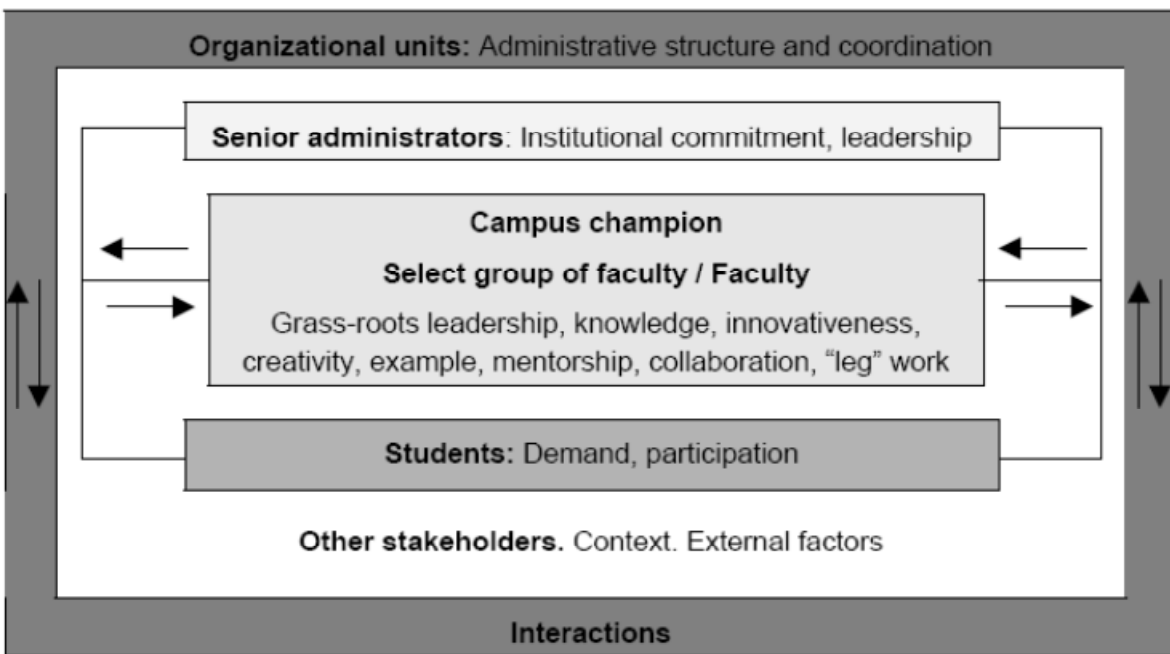 Organizational units: Administrative structure and coordination
Senior administrators: Institutional commitment, leadership
Campus champion
Select group of faculty / Faculty
Grass-roots leadership, knowledge, innovativeness,
creativity, example, mentorship, collaboration, “leg” work
Students: Demand, participation
Other stakeholders. Context. External factors
Interactions